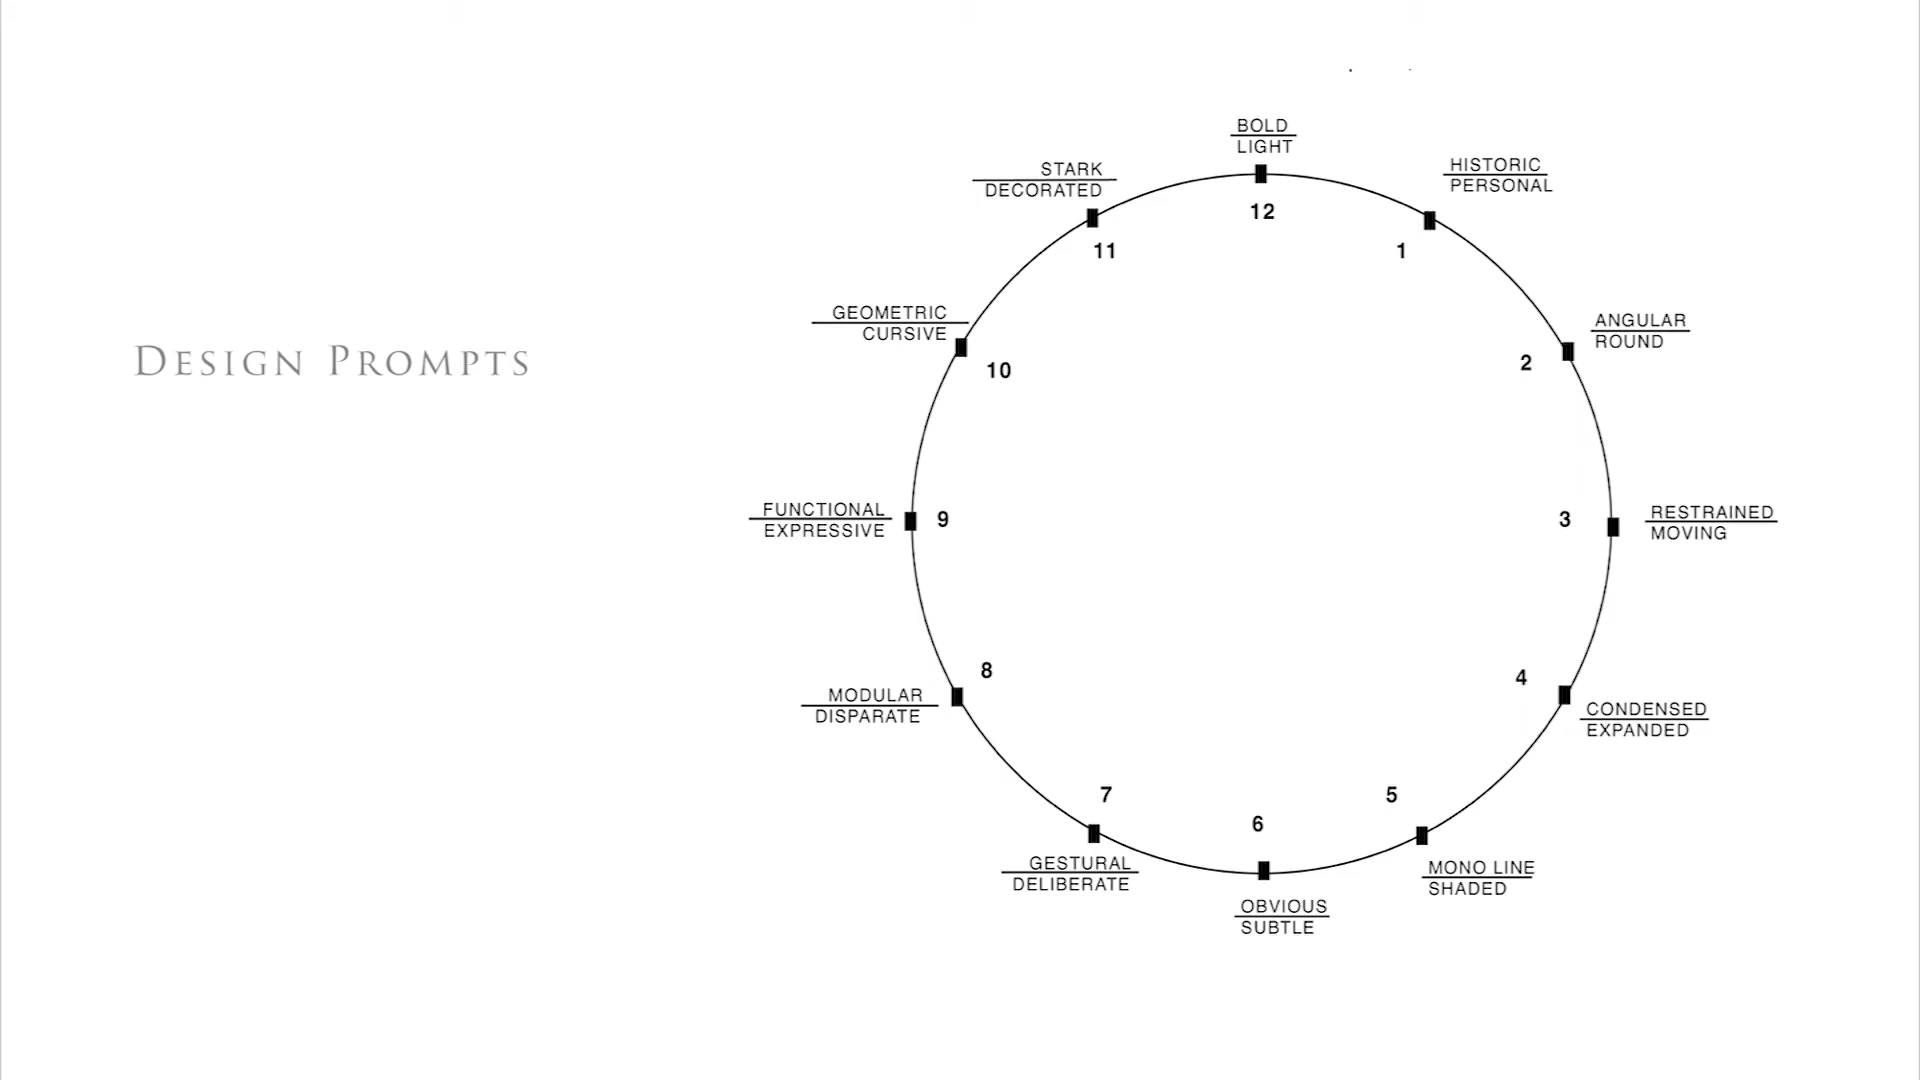 DESIGN PROMPTS
BOLD
LIGHT
12
HISTORIC
PERSONAL
1
ANGULAR
ROUND
2
RESTRAINED
MOVING
3
CONDENSED
EXPANDED
4
MONO LINE
SHADED
5
OBVIOUS
SUBTLE
6
GESTURAL
DELIBERATE
7
MODULAR
DISPARATE
8
FUNCTIONAL
EXPRESSIVE
9
GEOMETRIC
CURSIVE
10
STARK
DECORATED
11